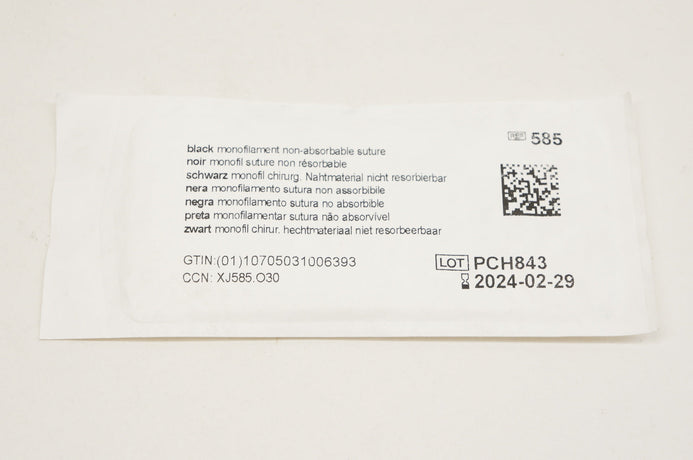 REF 585
black monofilament non-absorbable suture
noir monofil suture non résorbable
schwarz monofil chirurg. Nahtmaterial nicht resorbierbar
nera monofilamento sutura non assorbibile
negra monofilamento sutura no absorbible
preta monofilamentar sutura não absorvível
zwart monofil chirur. hechtmateriaal niet resorbeerbaar
GTIN:(01)10705031006393
LOT PCH843
CCN: XJ585.O30
2024-02-29